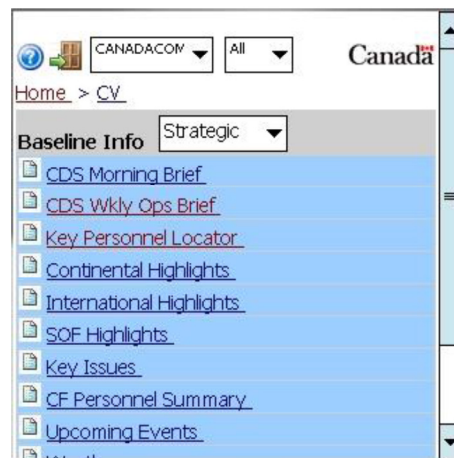 CANADACOM All Canada
Home > CV
Baseline Info Strategic
CDS Morning Brief
CDS Wkly Ops Brief
Key Personnel Locator
Continental Highlights
International Highlights
SOF Highlights
Key Issues
CF Personnel Summary
Upcoming Events